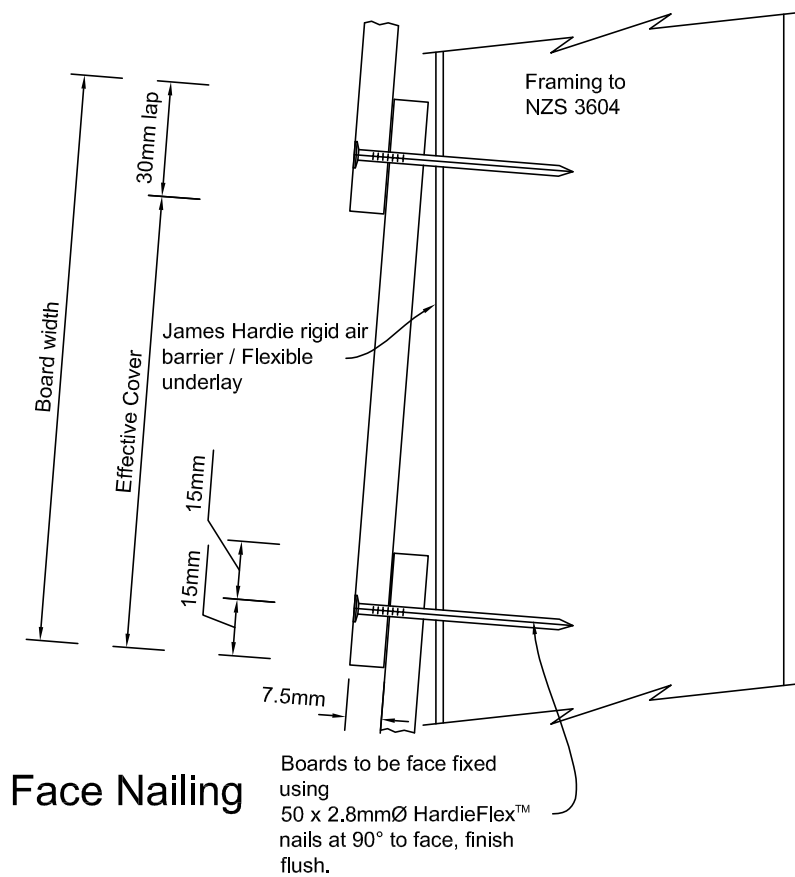 Framing to
NZS 3604
30mm lap
Board width
Effective Cover
James Hardie rigid air
barrier / Flexible
underlay
15mm
15mm
7.5mm
Face Nailing
Boards to be face fixed
using
50 x 2.8mmØ HardieFlex™
nails at 90° to face, finish
flush.